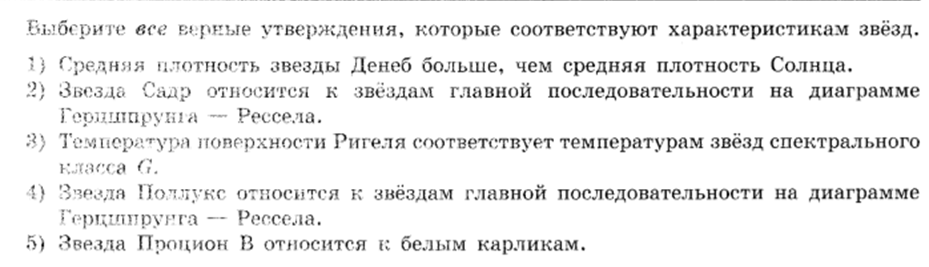 Выберите все верные утверждения, которые соответствуют характеристикам звёзд.
1) Средняя плотность звезды Денеб больше, чем средняя плотность Солнца.
2) Звезда Садр относится к звёздам главной последовательности на диаграмме
Герцшпрунга — Рессела.
3) Температура поверхности Ригеля соответствует температурам звёзд спектрального
класса G.
4) Звезда Поллукс относится к звёздам главной последовательности на диаграмме
Герцшпрунга — Рессела.
5) Звезда Процион В относится к белым карликам.